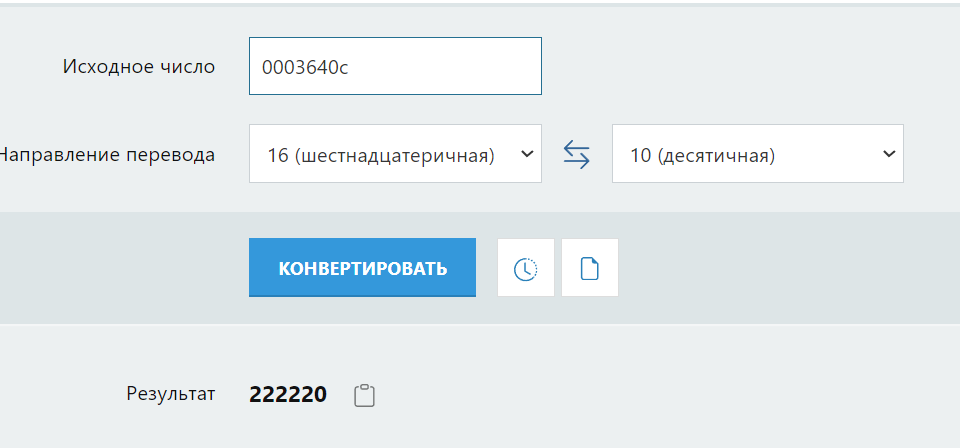 Исходное число
0003640c
Направление перевода
16 (шестнадцатеричная)
10 (десятичная)
КОНВЕРТИРОВАТЬ
Результат
222220